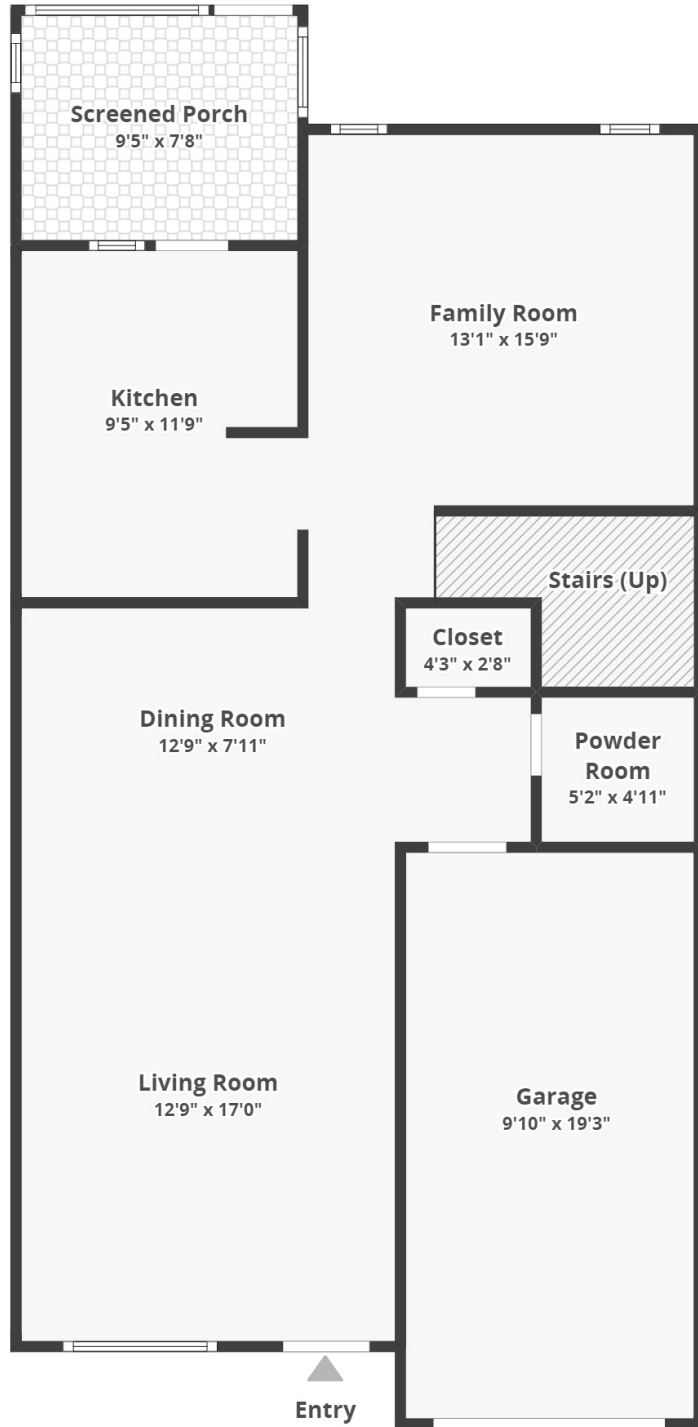 Screened Porch
9'5" x 7'8"
Family Room
13'1" x 15'9"
Kitchen
9'5" x 11'9"
Stairs (Up)
Closet
4'3" x 2'8"
Dining Room
12'9" x 7'11"
Powder
Room
5'2" x 4'11"
Living Room
12'9" x 17'0"
Garage
9'10" x 19'3"
Entry